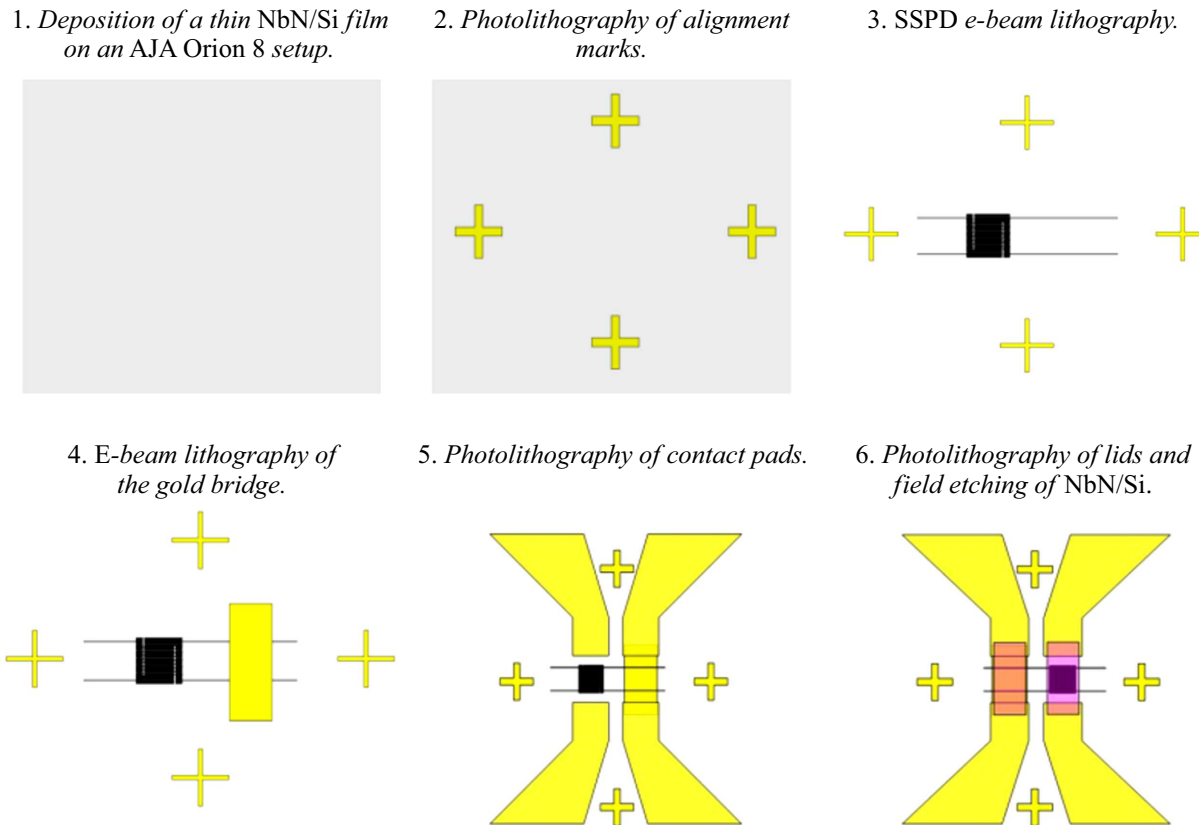 1. Deposition of a thin NbN/Si film
on an AJA Orion 8 setup.
2. Photolithography of alignment
marks.
3. SSPD e-beam lithography.
4. E-beam lithography of
the gold bridge.
5. Photolithography of contact pads.
6. Photolithography of lids and
field etching of NbN/Si.